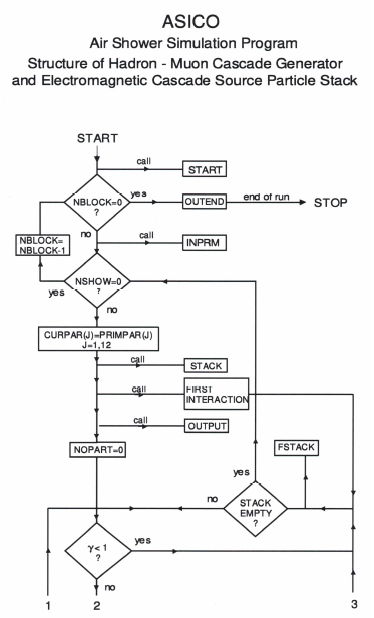 ASICO
Air Shower Simulation Program
Structure of Hadron - Muon Cascade Generator
and Electromagnetic Cascade Source Particle Stack
START
call
START
NBLOCK=0
?
yes
OUTEND
end of run
STOP
no
call
INPRM
NBLOCK=
NBLOCK-1
NSHOW=0
?
yes
no
CURPAR(J)=PRIMPAR(J)
J=1,12
call
STACK
call
FIRST
INTERACTION
call
OUTPUT
NOPART=0
FSTACK
yes
no
STACK
EMPTY
?
γ<1
?
yes
no
1
2
3